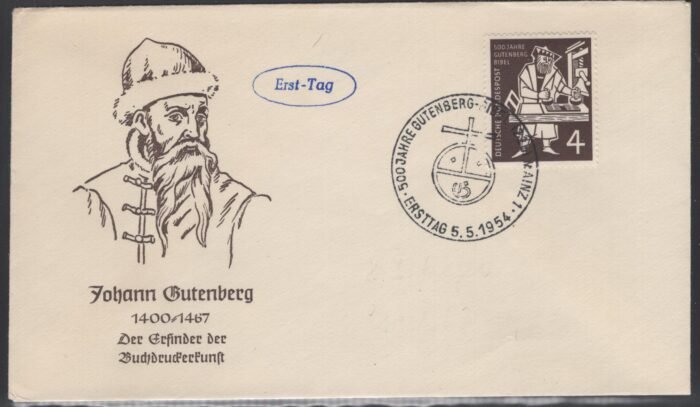 Erst-Tag
500 JAHRE
GUTENBERG
BIBEL
DEUTSCHE BUNDESPOST
4
500 JAHRE GUTENBERG- MAINZ 1
ERSTTAG 5.5.1954
Johann Gutenberg
1400-1467
Der Erfinder der
Buchdruckerkunst